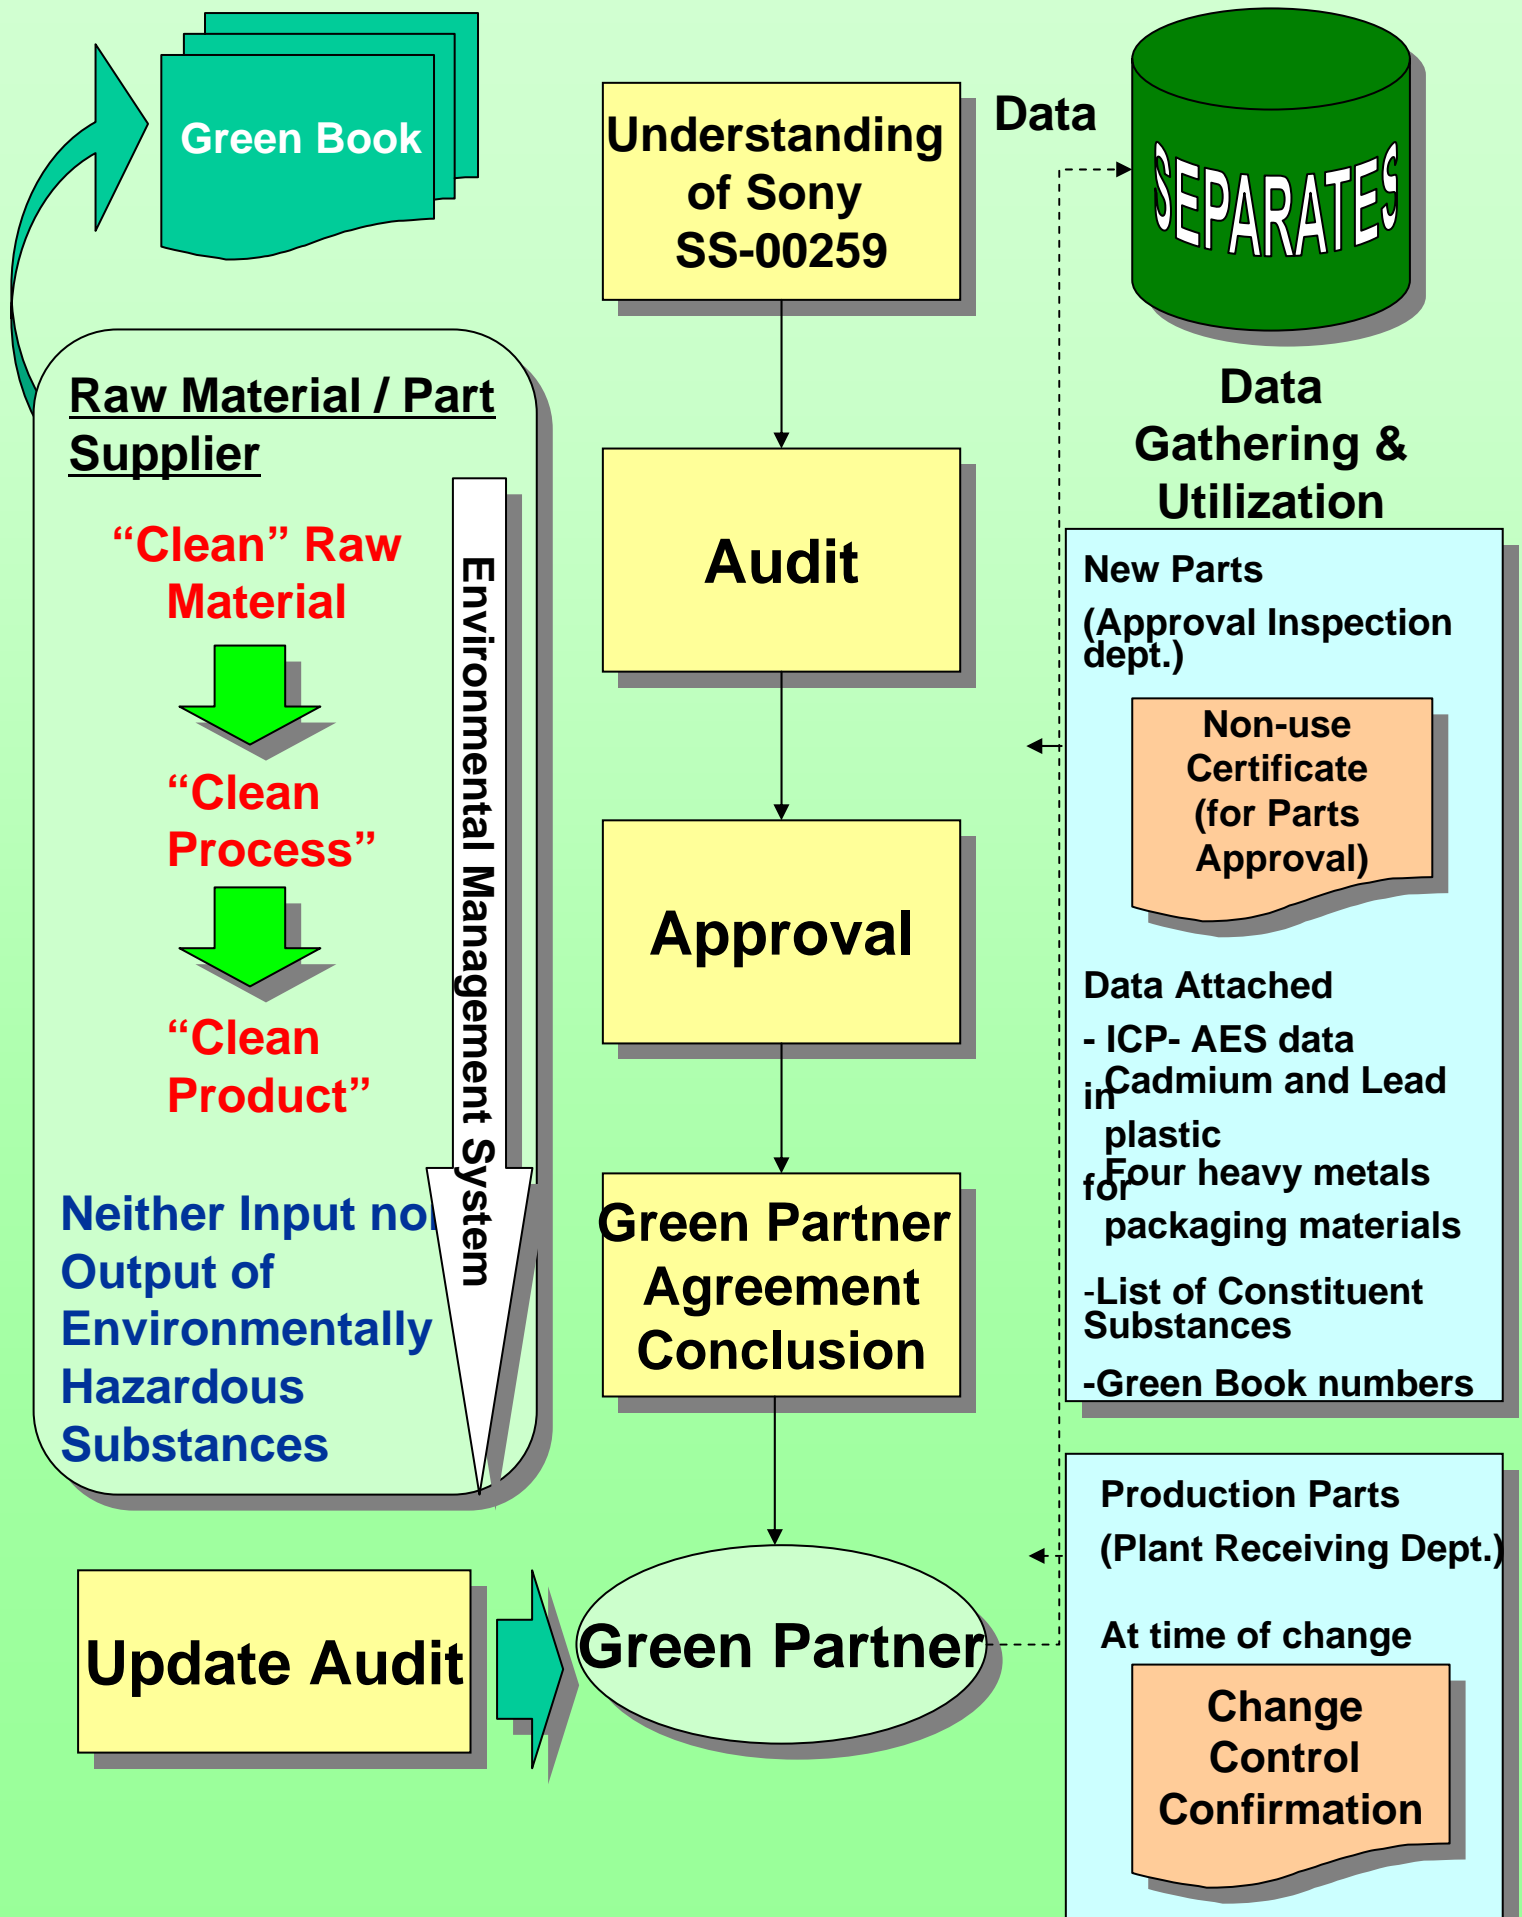 Green Book
Raw Material / Part
Supplier
“Clean” Raw
Material
“Clean
Process”
“Clean
Product”
Neither Input nor
Output of
Environmentally
Hazardous
Substances
Environmental Management System
Update Audit
Understanding
of Sony
SS-00259
Audit
Approval
Green Partner
Agreement
Conclusion
Green Partner
Data
SEPARATES
Data
Gathering &
Utilization
New Parts
(Approval Inspection
dept.)
Non-use
Certificate
(for Parts
Approval)
Data Attached
- ICP- AES data
Cadmium and Lead
in
plastic
Four heavy metals
for
packaging materials
-List of Constituent
Substances
-Green Book numbers
Production Parts
(Plant Receiving Dept.)
At time of change
Change
Control
Confirmation